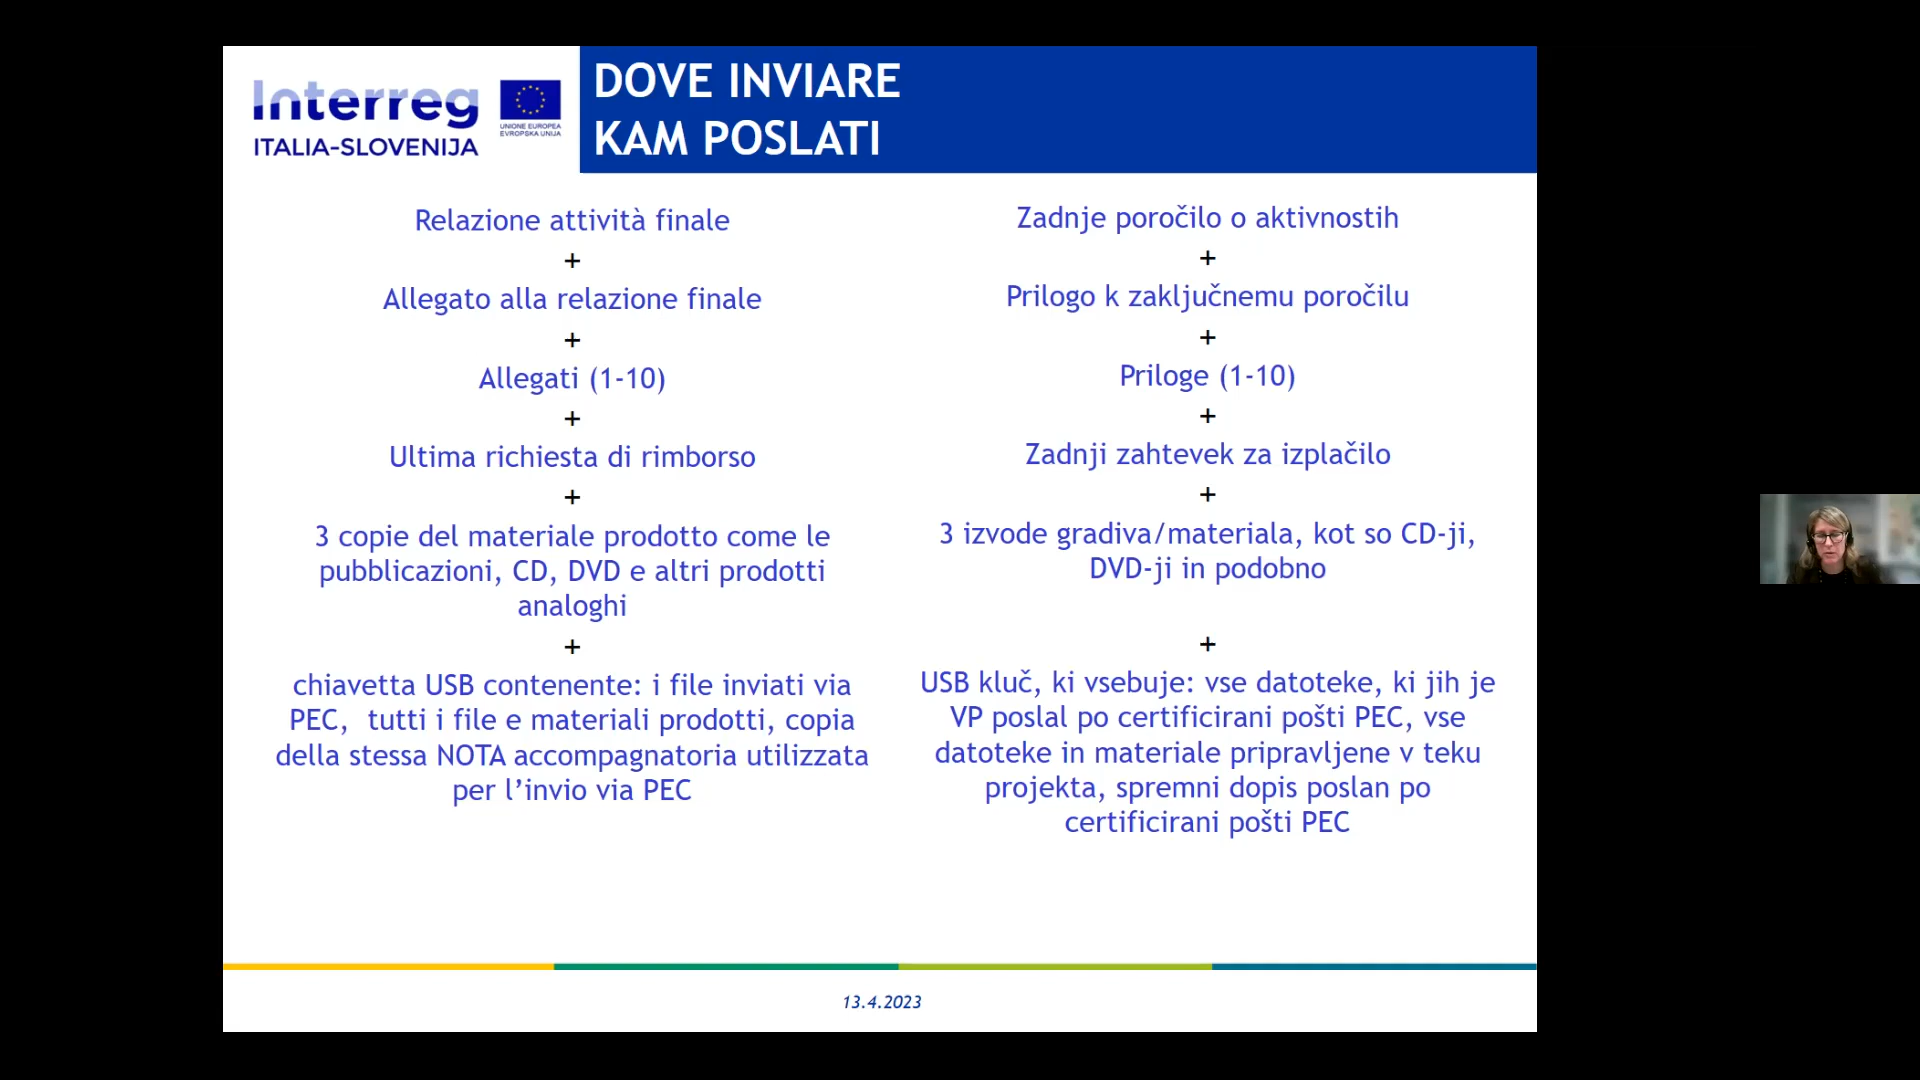 Interreg
ITALIA-SLOVENIJA
UNIONE EUROPEA
EVROPSKA UNIJA
DOVE INVIARE
KAM POSLATI
Relazione attività finale
+
Allegato alla relazione finale
+
Allegati (1-10)
+
Ultima richiesta di rimborso
+
3 copie del materiale prodotto come le
pubblicazioni, CD, DVD e altri prodotti
analoghi
+
chiavetta USB contenente: i file inviati via
PEC, tutti i file e materiali prodotti, copia
della stessa NOTA accompagnatoria utilizzata
per l’invio via PEC
Zadnje poročilo o aktivnostih
+
Prilogo k zaključnemu poročilu
+
Priloge (1-10)
+
Zadnji zahtevek za izplačilo
+
3 izvode gradiva/materiala, kot so CD-ji,
DVD-ji in podobno
+
USB kluč, ki vsebuje: vse datoteke, ki jih je
VP poslal po certificirani pošti PEC, vse
datoteke in materiale pripravljene v teku
projekta, spremni dopis poslan po
certificirani pošti PEC
13.4.2023